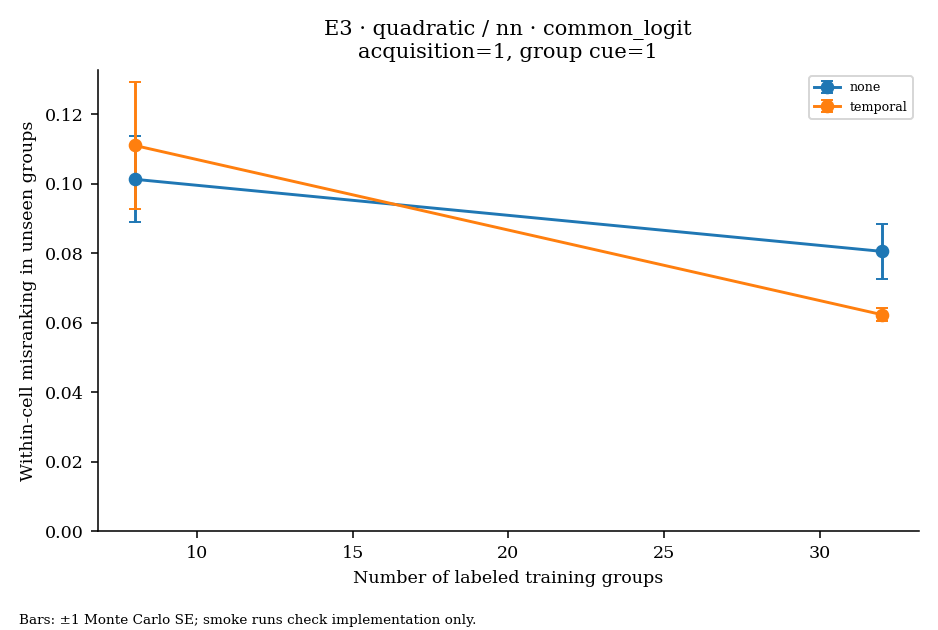 E3 · quadratic / nn · common_logit
acquisition=1, group cue=1
none
temporal
Within-cell misranking in unseen groups
0.12
0.10
0.08
0.06
0.04
0.02
0.00
10 15 20 25 30
Number of labeled training groups
Bars: ±1 Monte Carlo SE; smoke runs check implementation only.